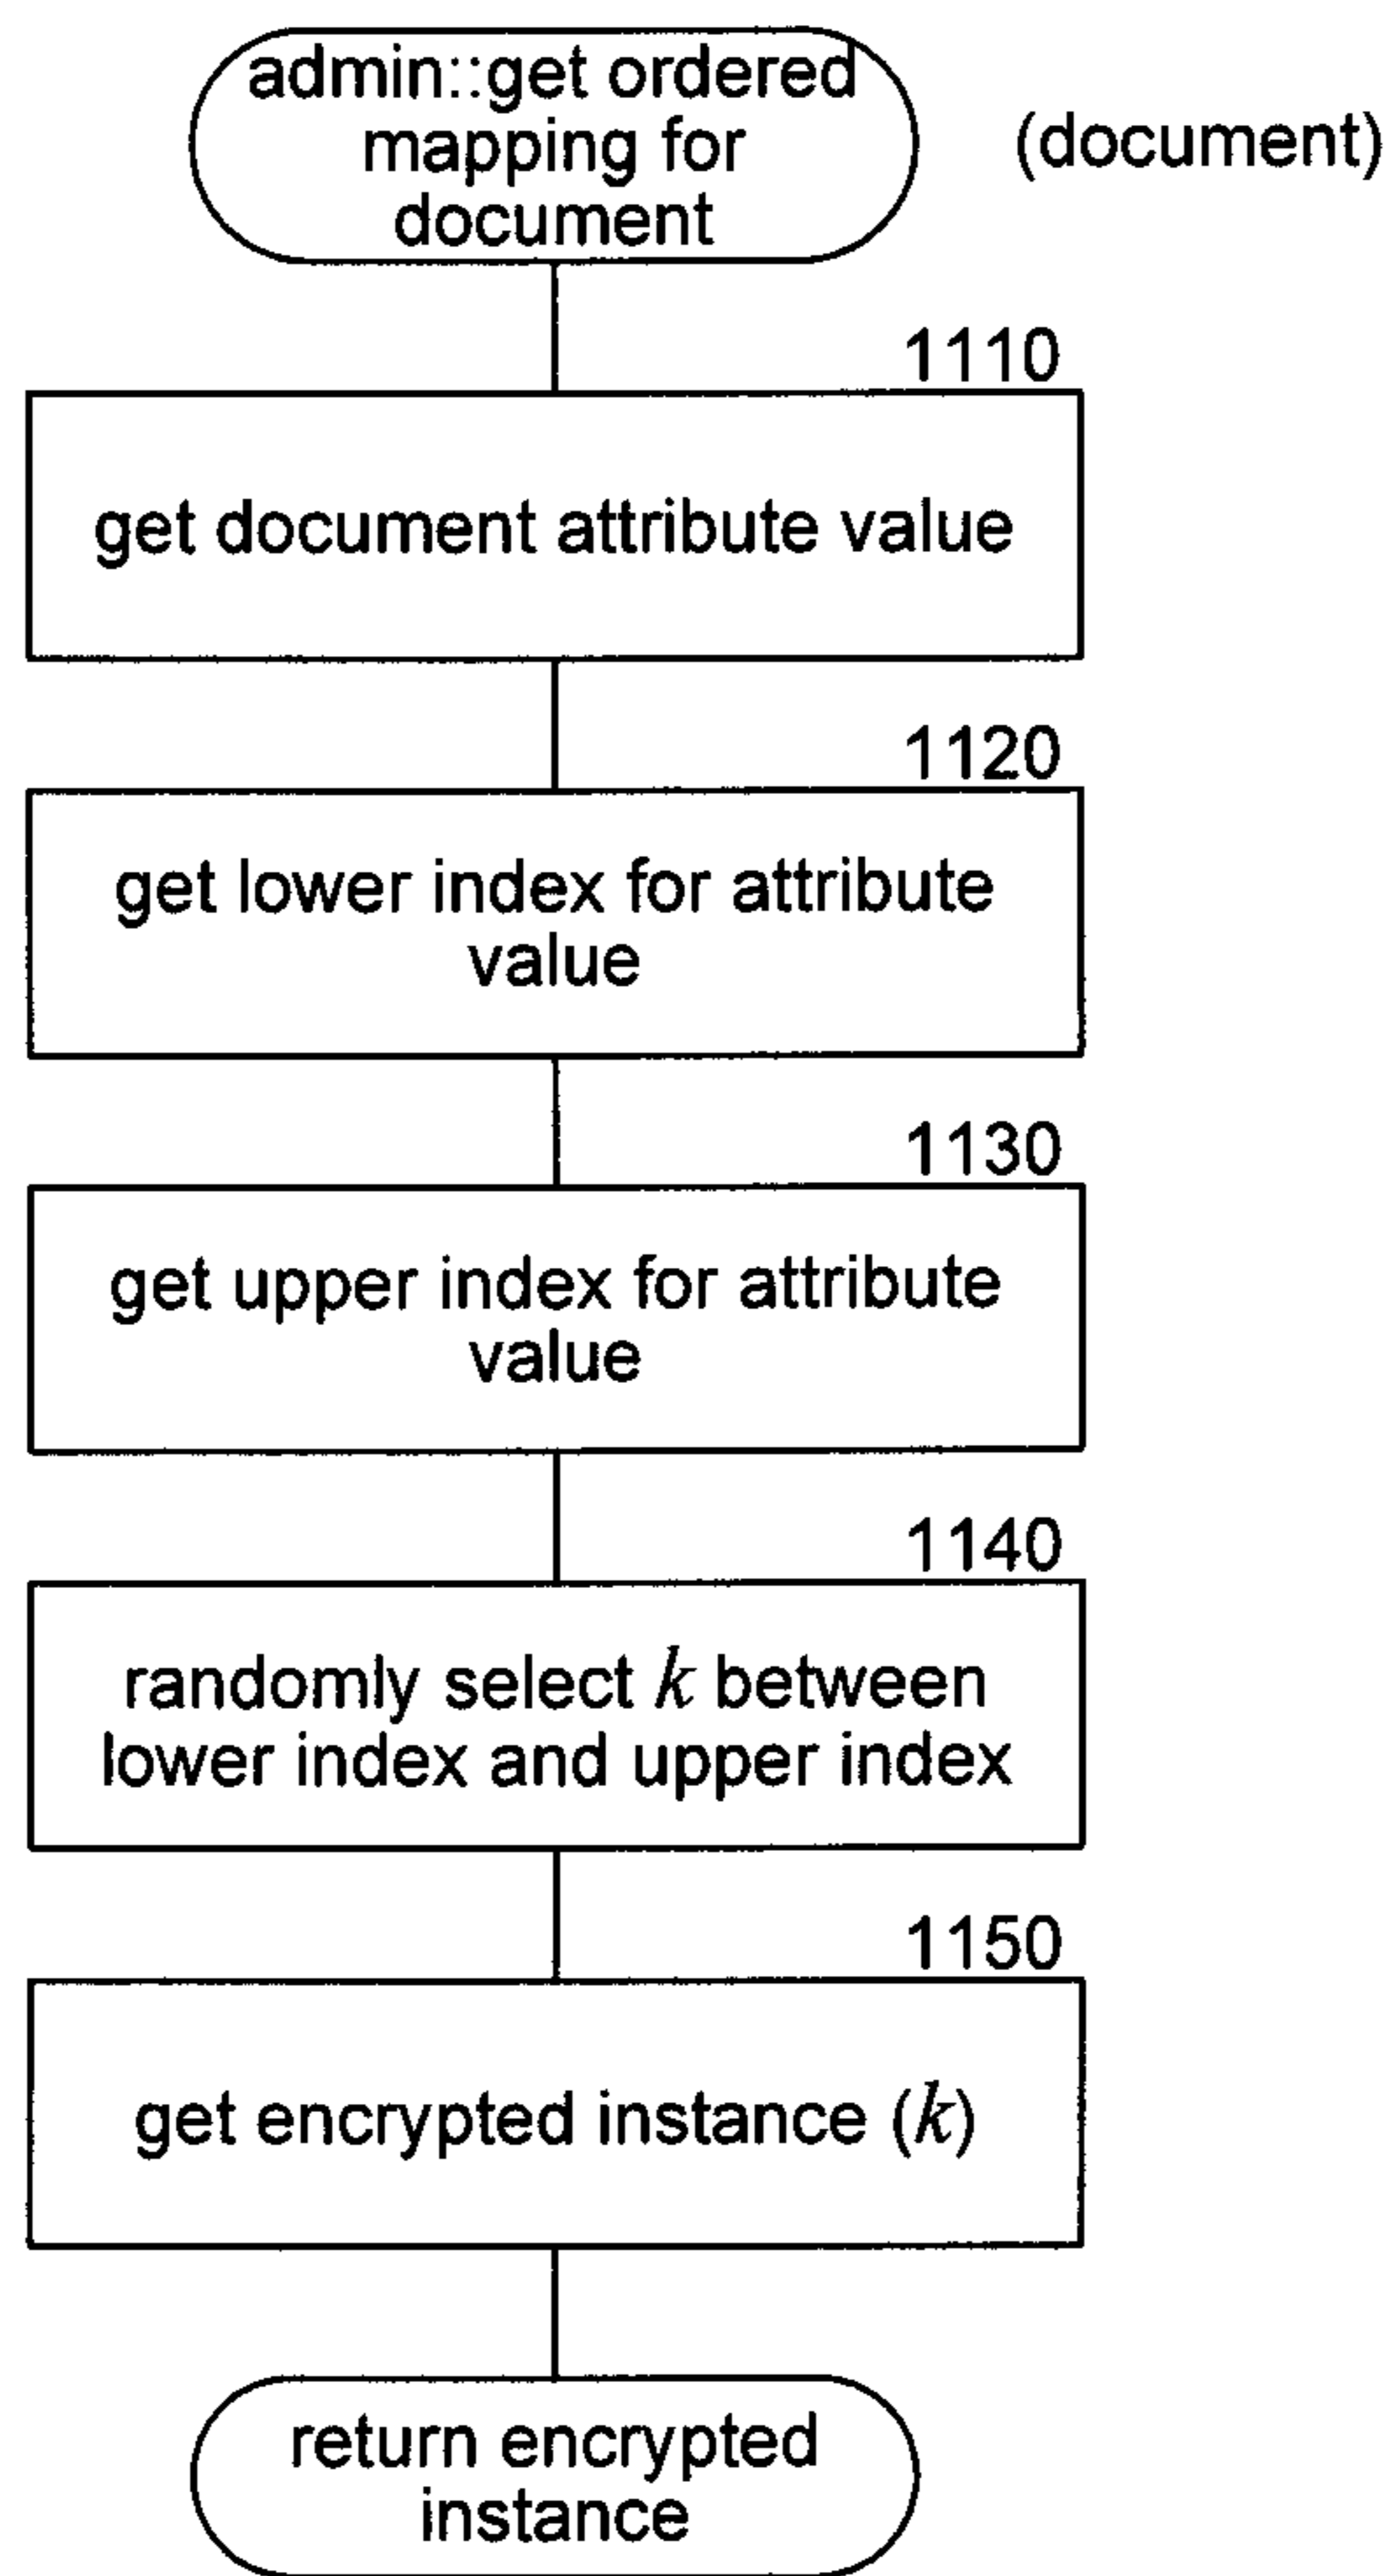 admin::get ordered
mapping for
document
(document)
1110
get document attribute value
1120
get lower index for attribute
value
1130
get upper index for attribute
value
1140
randomly select k between
lower index and upper index
1150
get encrypted instance (k)
return encrypted
instance